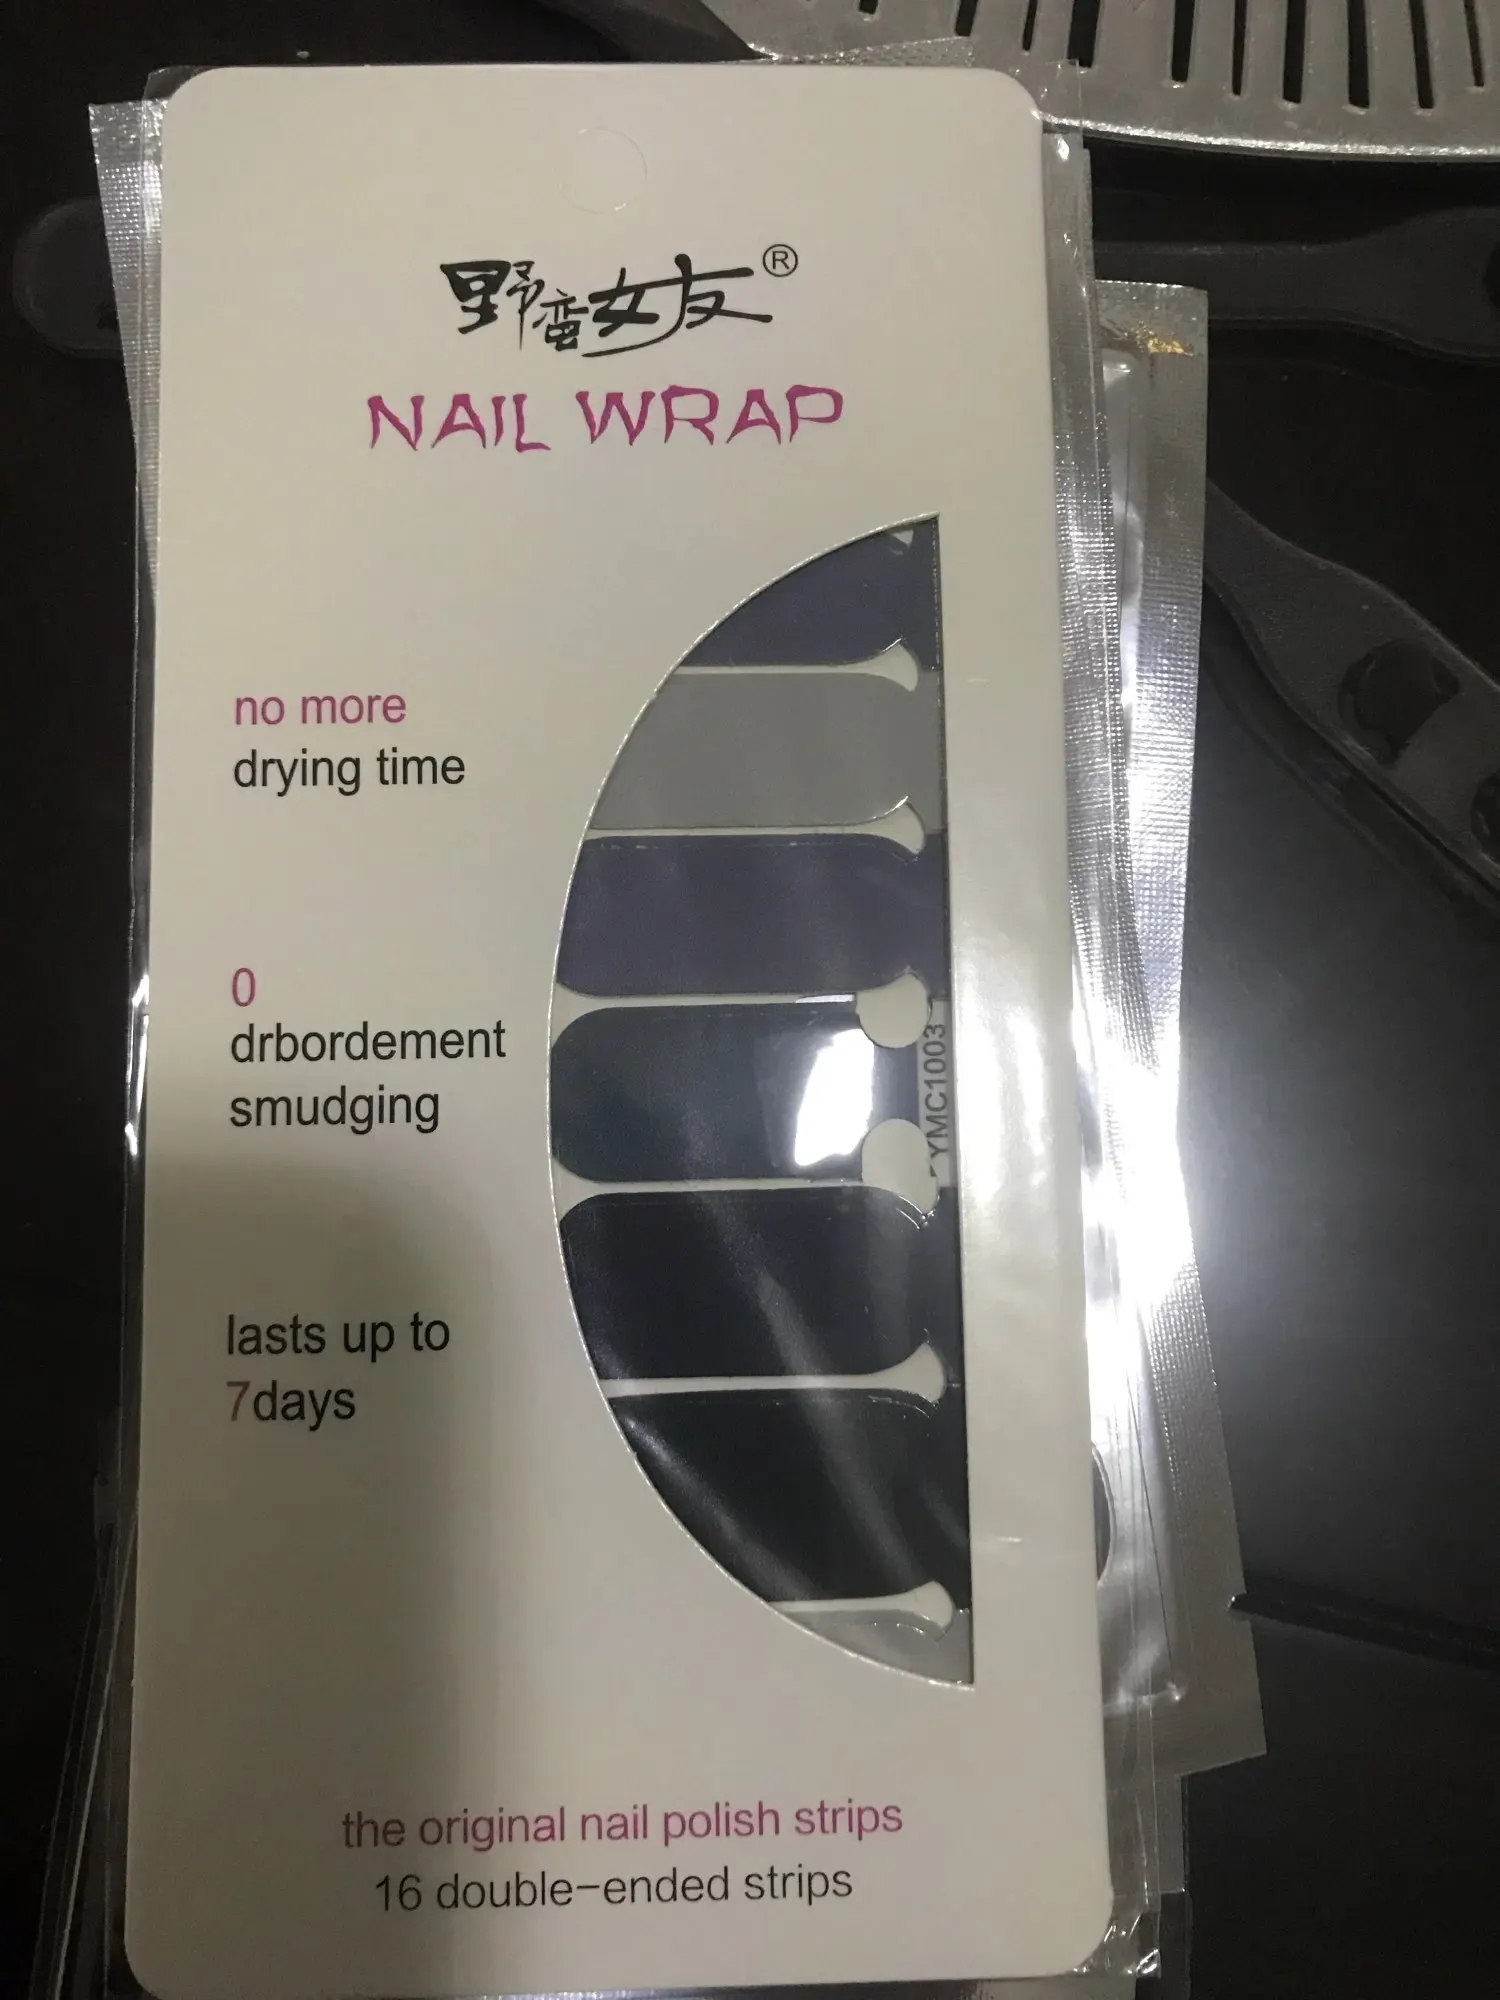 野蛮女友®
NAIL WRAP
no more
drying time
0
drbordement
smudging
YMC1003
lasts up to
7days
the original nail polish strips
16 double-ended strips